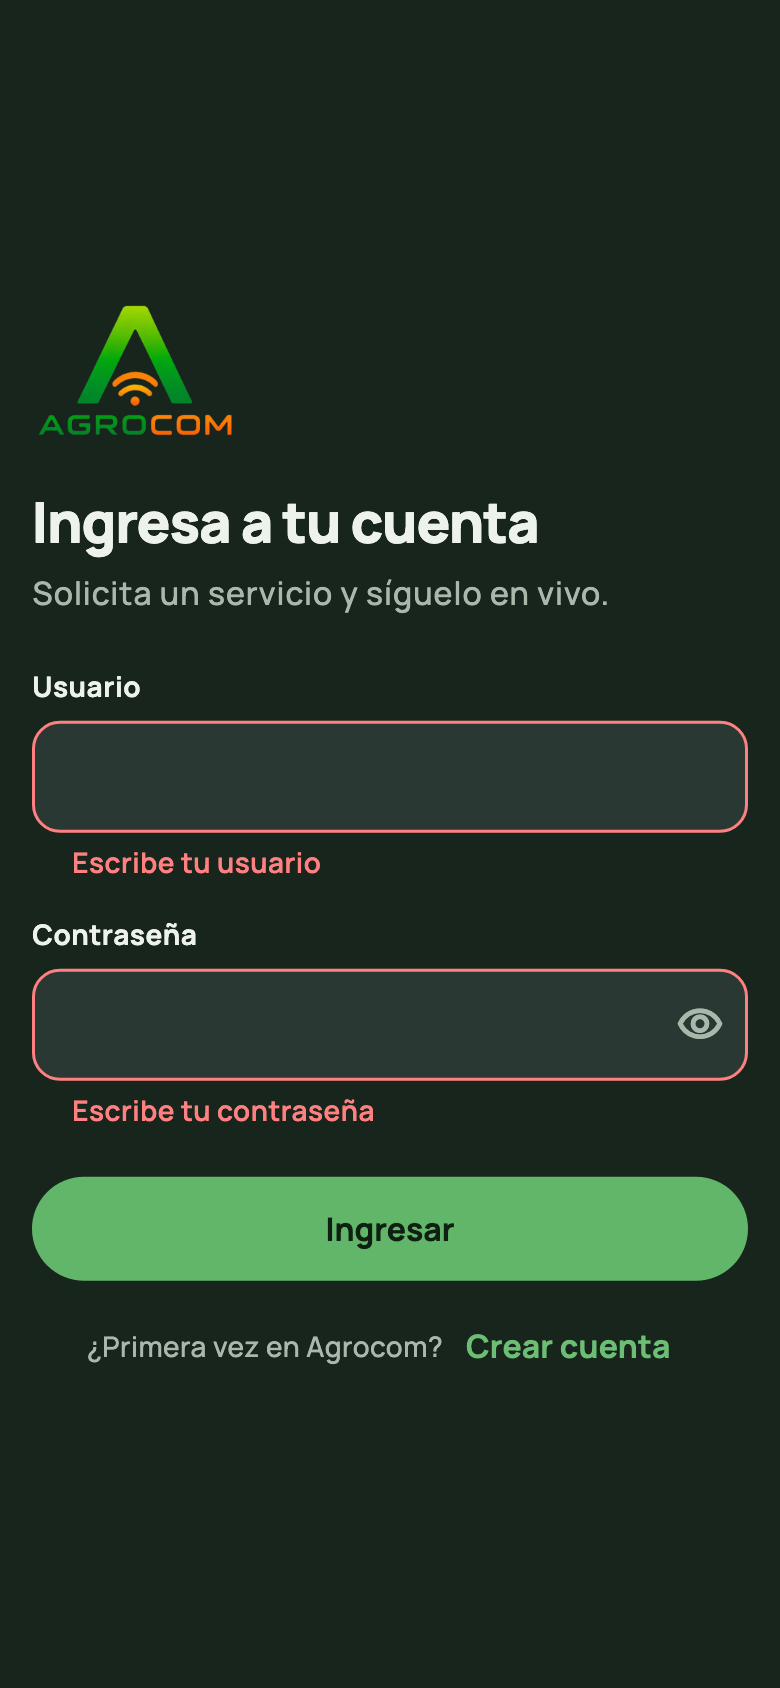 AGROCOM
Ingresa a tu cuenta
Solicita un servicio y síguelo en vivo.
Usuario
Escribe tu usuario
Contraseña
Escribe tu contraseña
Ingresar
¿Primera vez en Agrocom? Crear cuenta